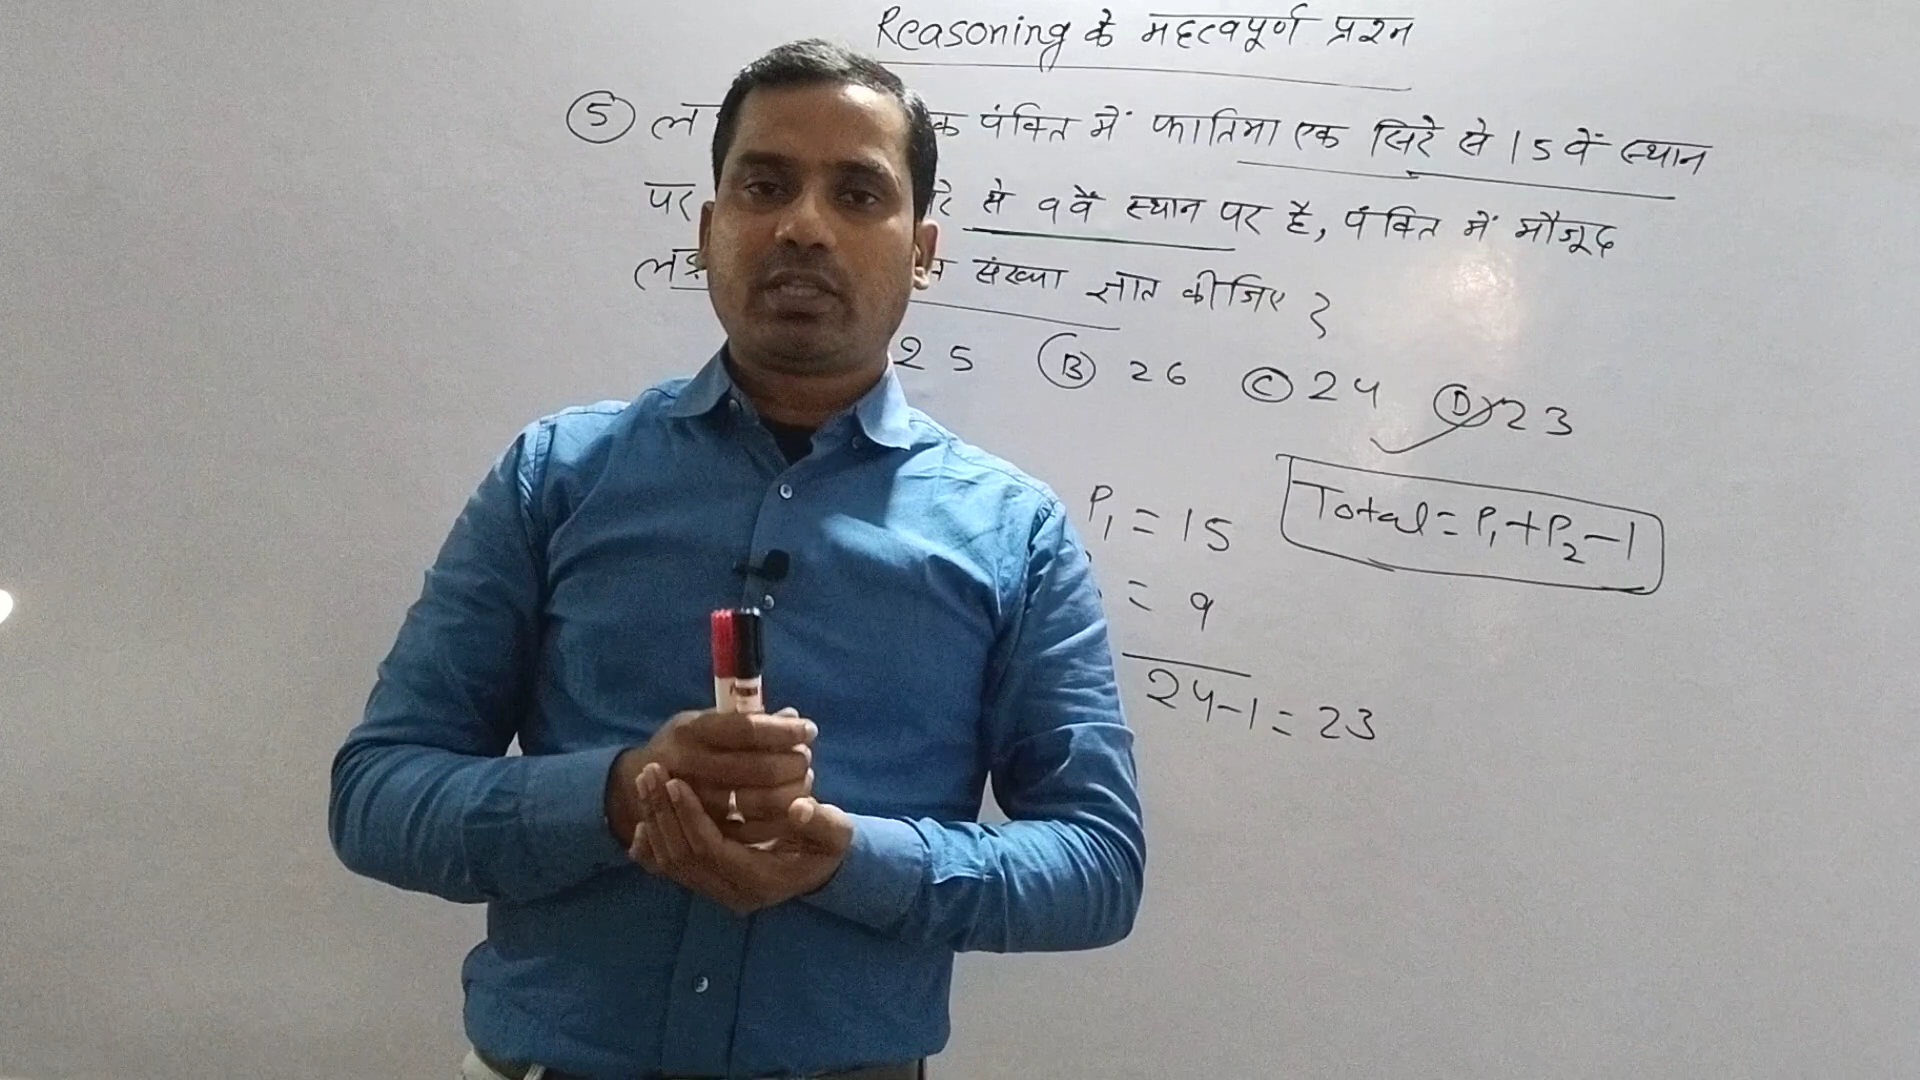 Reasoning के महत्वपूर्ण प्रश्न
5 पंक्ति में फातिमा एक सिरे से 15 वें स्थान
पर से 9 वें स्थान पर है, पंक्ति में मौजूद
संख्या ज्ञात कीजिए ?
25 B 26 C 24 D 23
P1 = 15 Total = P1 + P2 - 1
= 9
24 - 1 = 23